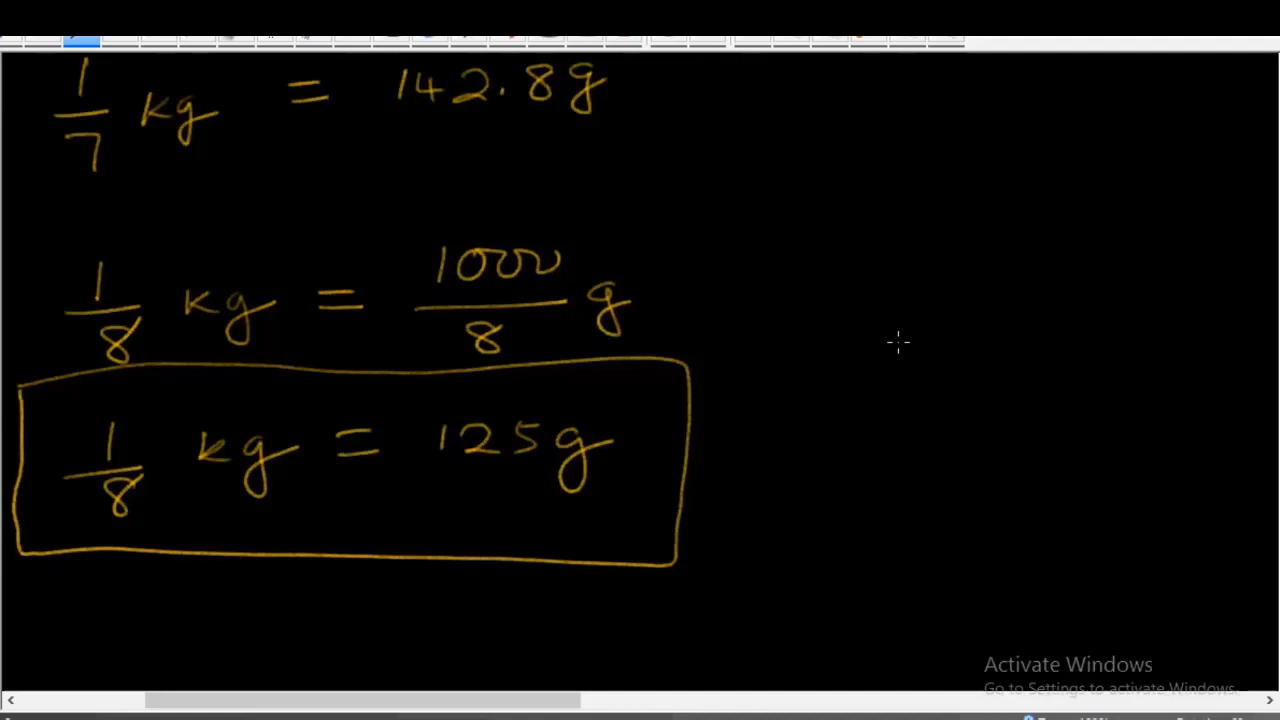 1/7 kg = 142.8g
1/8 kg = 1000/8 g
1/8 kg = 125g
Activate Windows
Go to Settings to activate Windows.